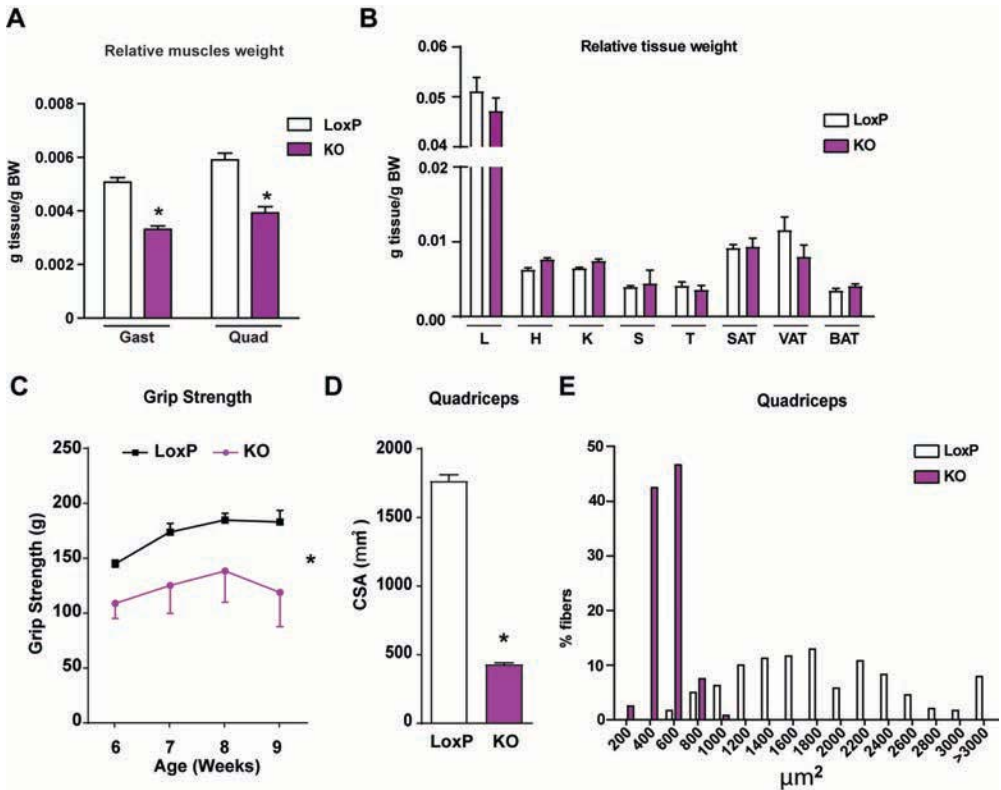 A
Relative muscles weight
0.008
0.006
0.004
0.002
0
g tissue/g BW
LoxP
KO
*
*
Gast
Quad
B
Relative tissue weight
0.06
0.05
0.04
0.02
0.01
0.00
g tissue/g BW
LoxP
KO
L H K S T SAT VAT BAT
C
Grip Strength
250
200
150
100
50
0
Grip Strength (g)
LoxP KO
*
6 7 8 9
Age (Weeks)
D
Quadriceps
2000
1500
1000
500
0
CSA (mm²)
*
LoxP KO
E
Quadriceps
50
40
30
20
10
0
% fibers
LoxP
KO
200 400 600 800 1000 1200 1400 1600 1800 2000 2200 2400 2600 2800 3000 >3000
μm²